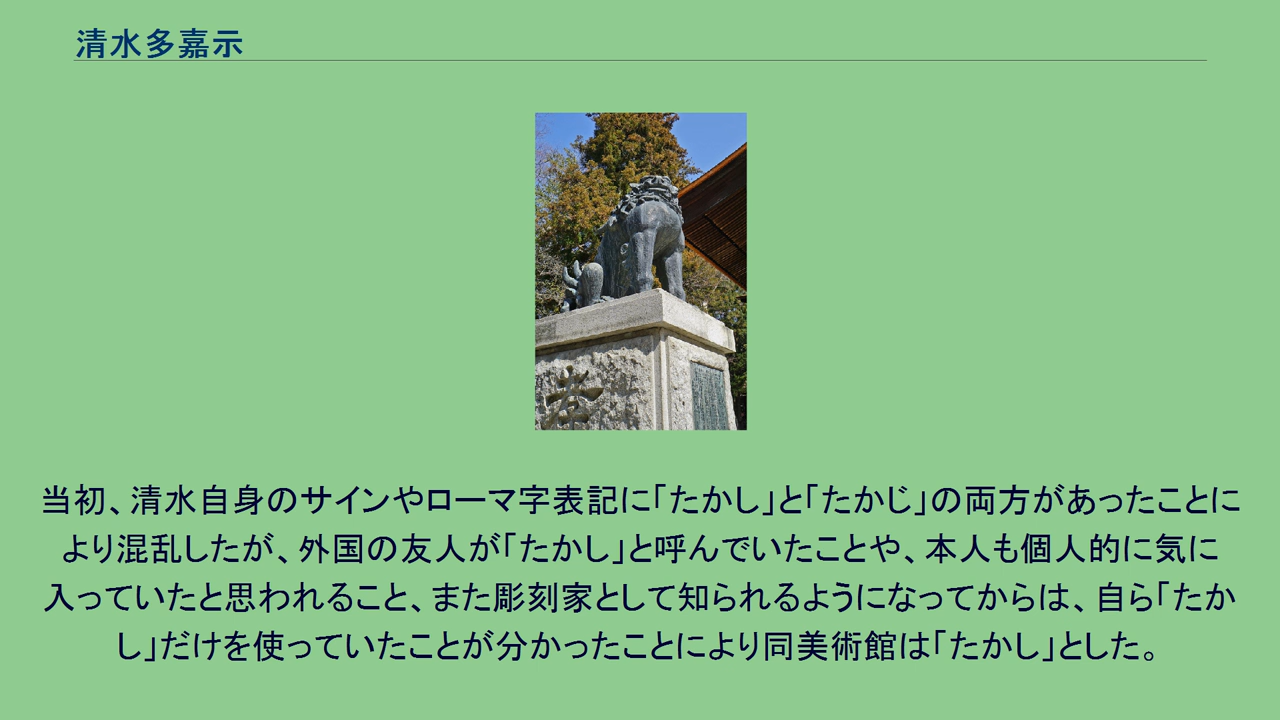 清水多嘉示
当初、清水自身のサインやローマ字表記に「たかし」と「たかじ」の両方があったことに
より混乱したが、外国の友人が「たかし」と呼んでいたことや、本人も個人的に気に
入っていたと思われること、また彫刻家として知られるようになってからは、自ら「たか
し」だけを使っていたことが分かったことにより同美術館は「たかし」とした。